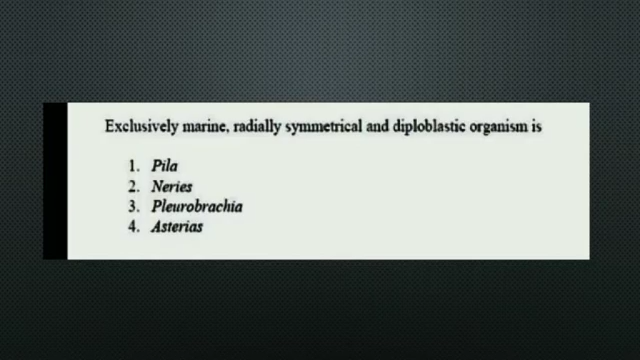 Exclusively marine, radially symmetrical and diploblastic organism is
1. Pila
2. Neries
3. Pleurobrachia
4. Asterias